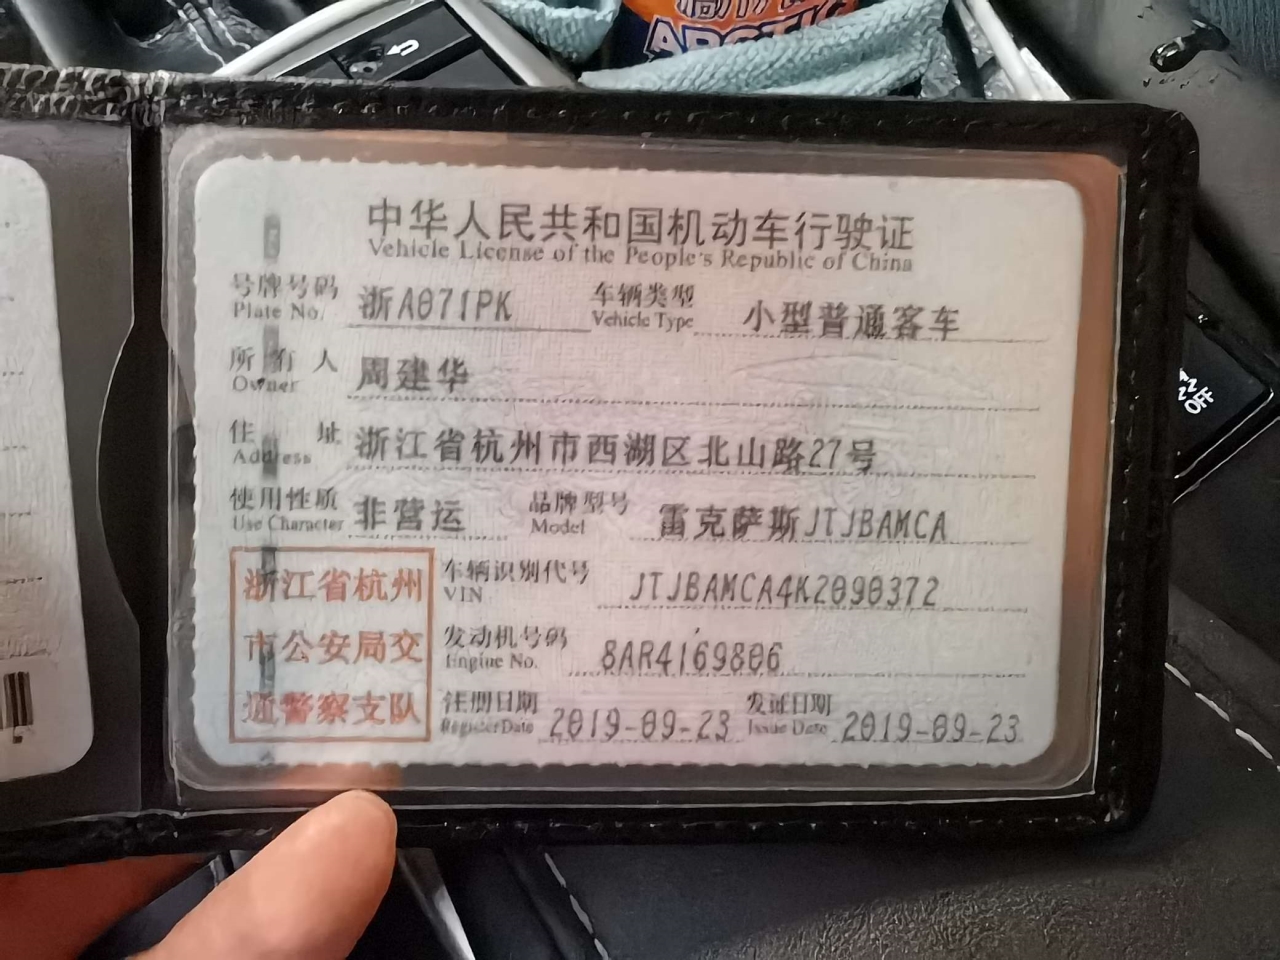 ARCTIC
中华人民共和国机动车行驶证
Vehicle License of the People's Republic of China
号牌号码 浙A071PK 车辆类型 小型普通客车
Plate No. Vehicle Type
所有人 周建华
Owner
住址 浙江省杭州市西湖区北山路27号
Address
使用性质 非营运 品牌型号 雷克萨斯JTJBAMCA
Use Character Model
浙江省杭州
市公安局交
通警察支队
车辆识别代号 JTJBAMCA4K2090372
VIN
发动机号码 8AR4169806
Engine No.
注册日期 2019-09-23 发证日期 2019-09-23
Register Date Issue Date
OFF